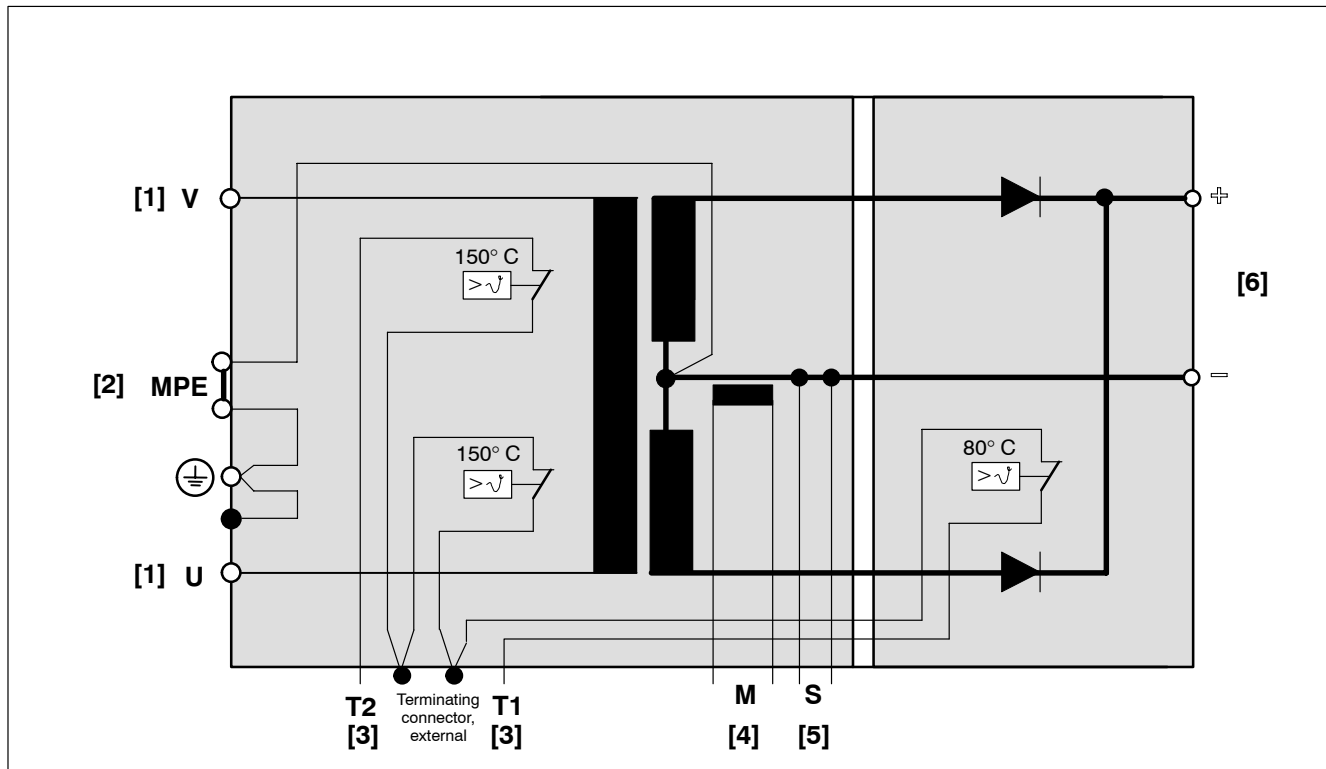 [1] V
+
150° C
> ϑ
[6]
[2] MPE
−
150° C
> ϑ
80° C
> ϑ
[1] U
T2
[3]
Terminating
connector,
external
T1
[3]
M
[4]
S
[5]